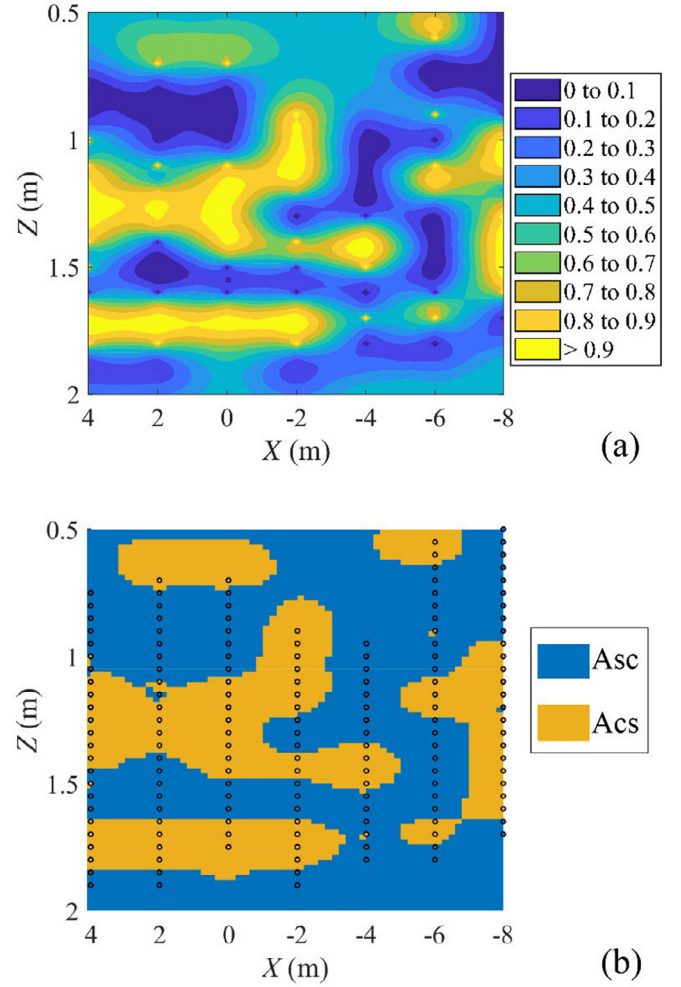 0.5
1
1.5
2
Z (m)
4 2 0 -2 -4 -6 -8
X (m)
0 to 0.1
0.1 to 0.2
0.2 to 0.3
0.3 to 0.4
0.4 to 0.5
0.5 to 0.6
0.6 to 0.7
0.7 to 0.8
0.8 to 0.9
> 0.9
(a)
0.5
1
1.5
2
Z (m)
4 2 0 -2 -4 -6 -8
X (m)
Asc
Acs
(b)